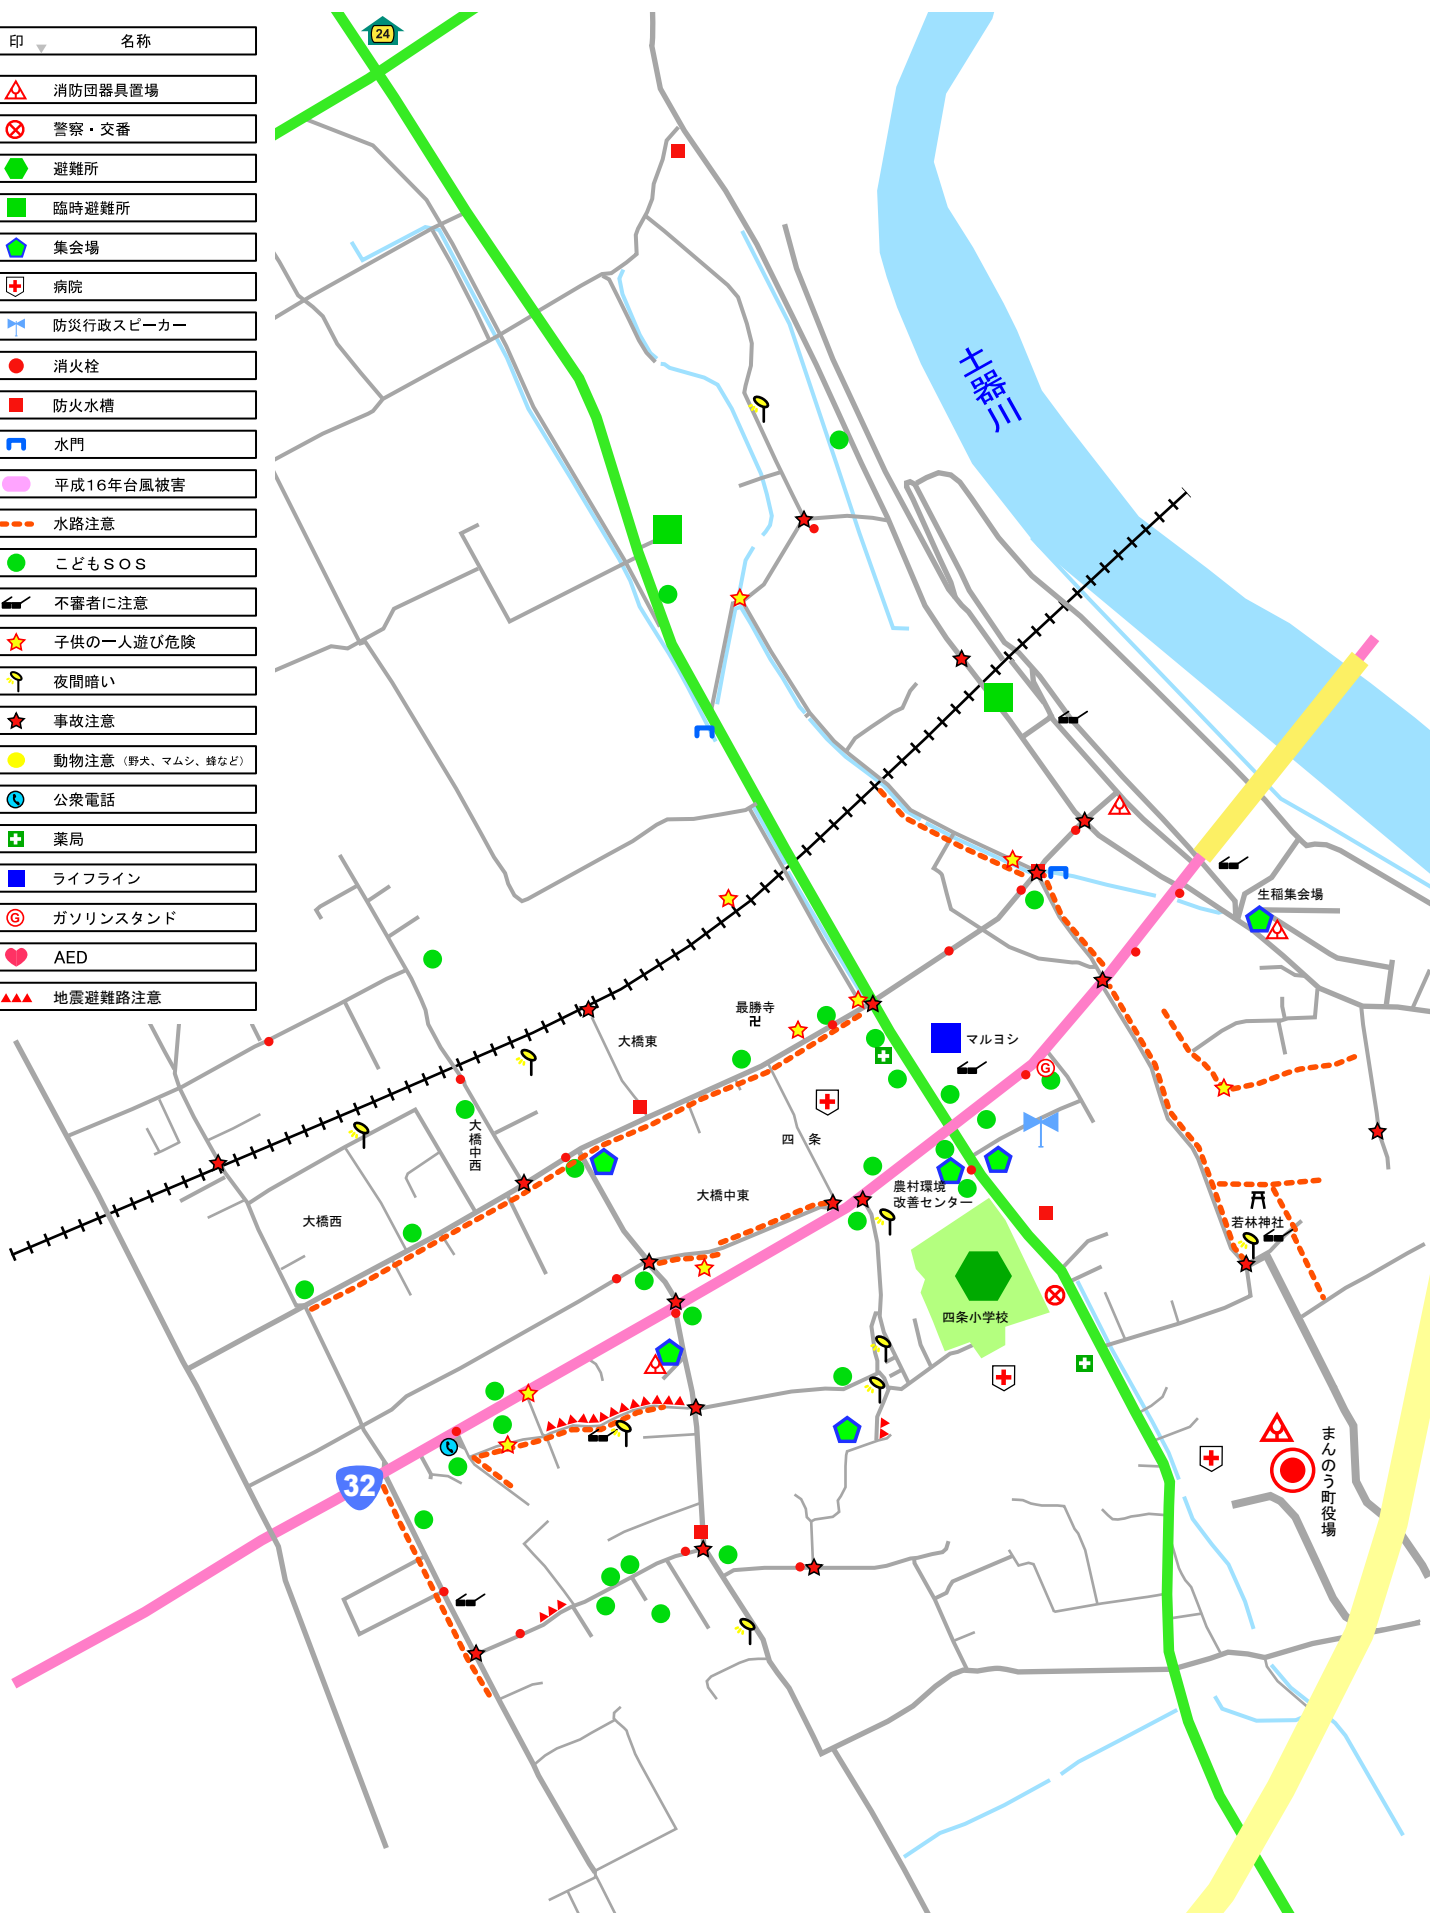 印 名称
消防団器具置場
警察・交番
避難所
臨時避難所
集会場
病院
防災行政スピーカー
消火栓
防火水槽
水門
平成16年台風被害
水路注意
こどもSOS
不審者に注意
子供の一人遊び危険
夜間暗い
事故注意
動物注意（野犬、マムシ、蜂など）
公衆電話
薬局
ライフライン
G ガソリンスタンド
AED
地震避難路注意
24
土器川
生稲集会場
最勝寺
卍
大橋東
マルヨシ
G
大橋中西
四 条
大橋中東
農村環境
改善センター
大橋西
若林神社
四条小学校
32
まんのう町役場